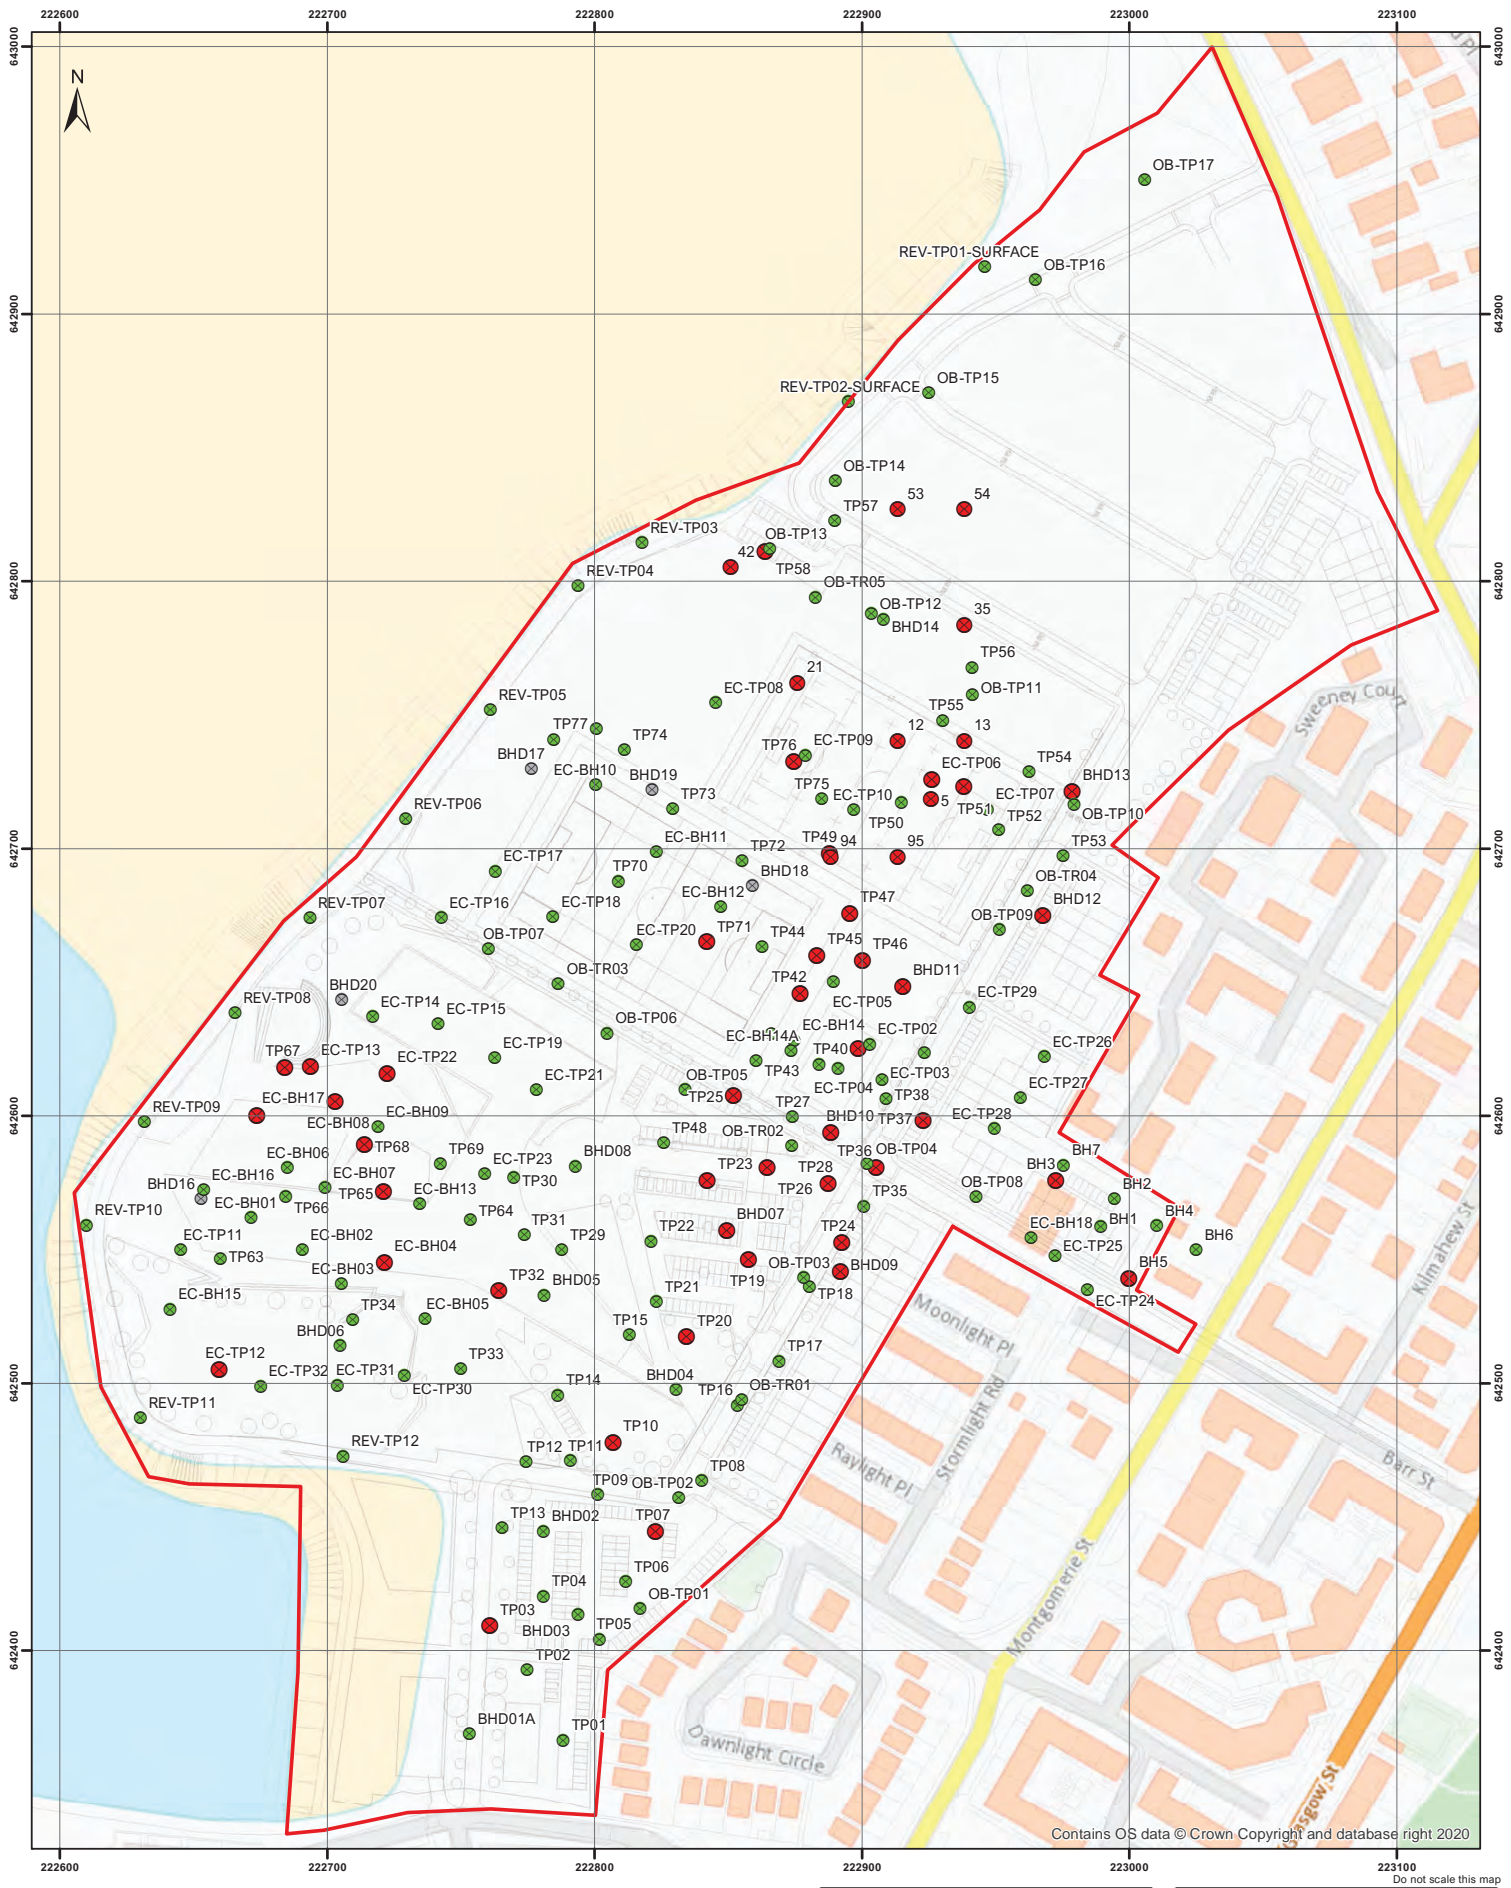 222600 222700 222800 222900 223000 223100
643000 643000
N
OB-TP17
REV-TP01-SURFACE
OB-TP16
642900 642900
OB-TP15
REV-TP02-SURFACE
OB-TP14
53 54
TP57
REV-TP03
OB-TP13
42
TP58
642800 642800
REV-TP04
OB-TR05
OB-TP12
35
BHD14
TP56
21
EC-TP08
OB-TP11
Sweeney Court
REV-TP05
TP55
TP77
12 13
TP74
TP76
EC-TP09
BHD17
EC-BH10
BHD19
EC-TP06
TP54
BHD13
TP75
EC-TP10
5
EC-TP07
REV-TP06
TP73
TP50
TP51
OB-TP10
TP52
642700 642700
EC-BH11
TP49
94 95
TP53
EC-TP17
TP72
TP70
BHD18
OB-TR04
EC-BH12
REV-TP07
EC-TP16
EC-TP18
TP47
BHD12
OB-TP07
EC-TP20
TP71
TP44
TP45
TP46
OB-TP09
OB-TR03
BHD20
TP42
BHD11
REV-TP08
EC-TP14
EC-TP15
EC-TP05
EC-TP29
OB-TP06
EC-BH14A
EC-BH14
EC-TP02
TP67
EC-TP13
EC-TP22
EC-TP19
TP40
EC-TP26
TP43
EC-TP03
EC-TP21
OB-TP05
EC-TP04
EC-TP27
EC-BH17
TP25
TP38
642600 642600
REV-TP09
EC-BH09
TP27
BHD10
TP37
EC-TP28
EC-BH08
TP48
OB-TR02
EC-BH06
TP68
TP69
EC-TP23
BHD08
TP36
OB-TP04
BH7
EC-BH16
EC-BH07
TP30
TP23
TP28
BH3
BHD16
EC-BH01
TP65
EC-BH13
TP26
OB-TP08
BH2
TP66
TP64
TP35
REV-TP10
TP31
BHD07
BH4
EC-TP11
EC-BH02
TP29
TP22
TP24
EC-BH18
BH1
BH6
TP63
EC-BH04
EC-TP25
EC-BH03
TP32
BHD05
TP19
OB-TP03
BHD09
BH5
EC-BH15
TP18
EC-TP24
TP34
EC-BH05
TP21
Moonlight Pl
Kilmahew St
BHD06
TP15
TP20
EC-TP12
TP33
TP17
EC-TP32
EC-TP31
642500 642500
EC-TP30
BHD04
TP14
TP16
OB-TR01
REV-TP11
TP10
Stormlight Rd
REV-TP12
TP12
TP11
Raylight Pl
Barr St
TP09
OB-TP02
TP08
TP13
BHD02
TP07
TP06
TP04
OB-TP01
TP03
BHD03
TP05
Montgomerie St
642400 642400
TP02
BHD01A
TP01
Dawnlight Circle
Glasgow St
Contains OS data © Crown Copyright and database right 2020
222600 222700 222800 222900 223000 223100
Do not scale this map